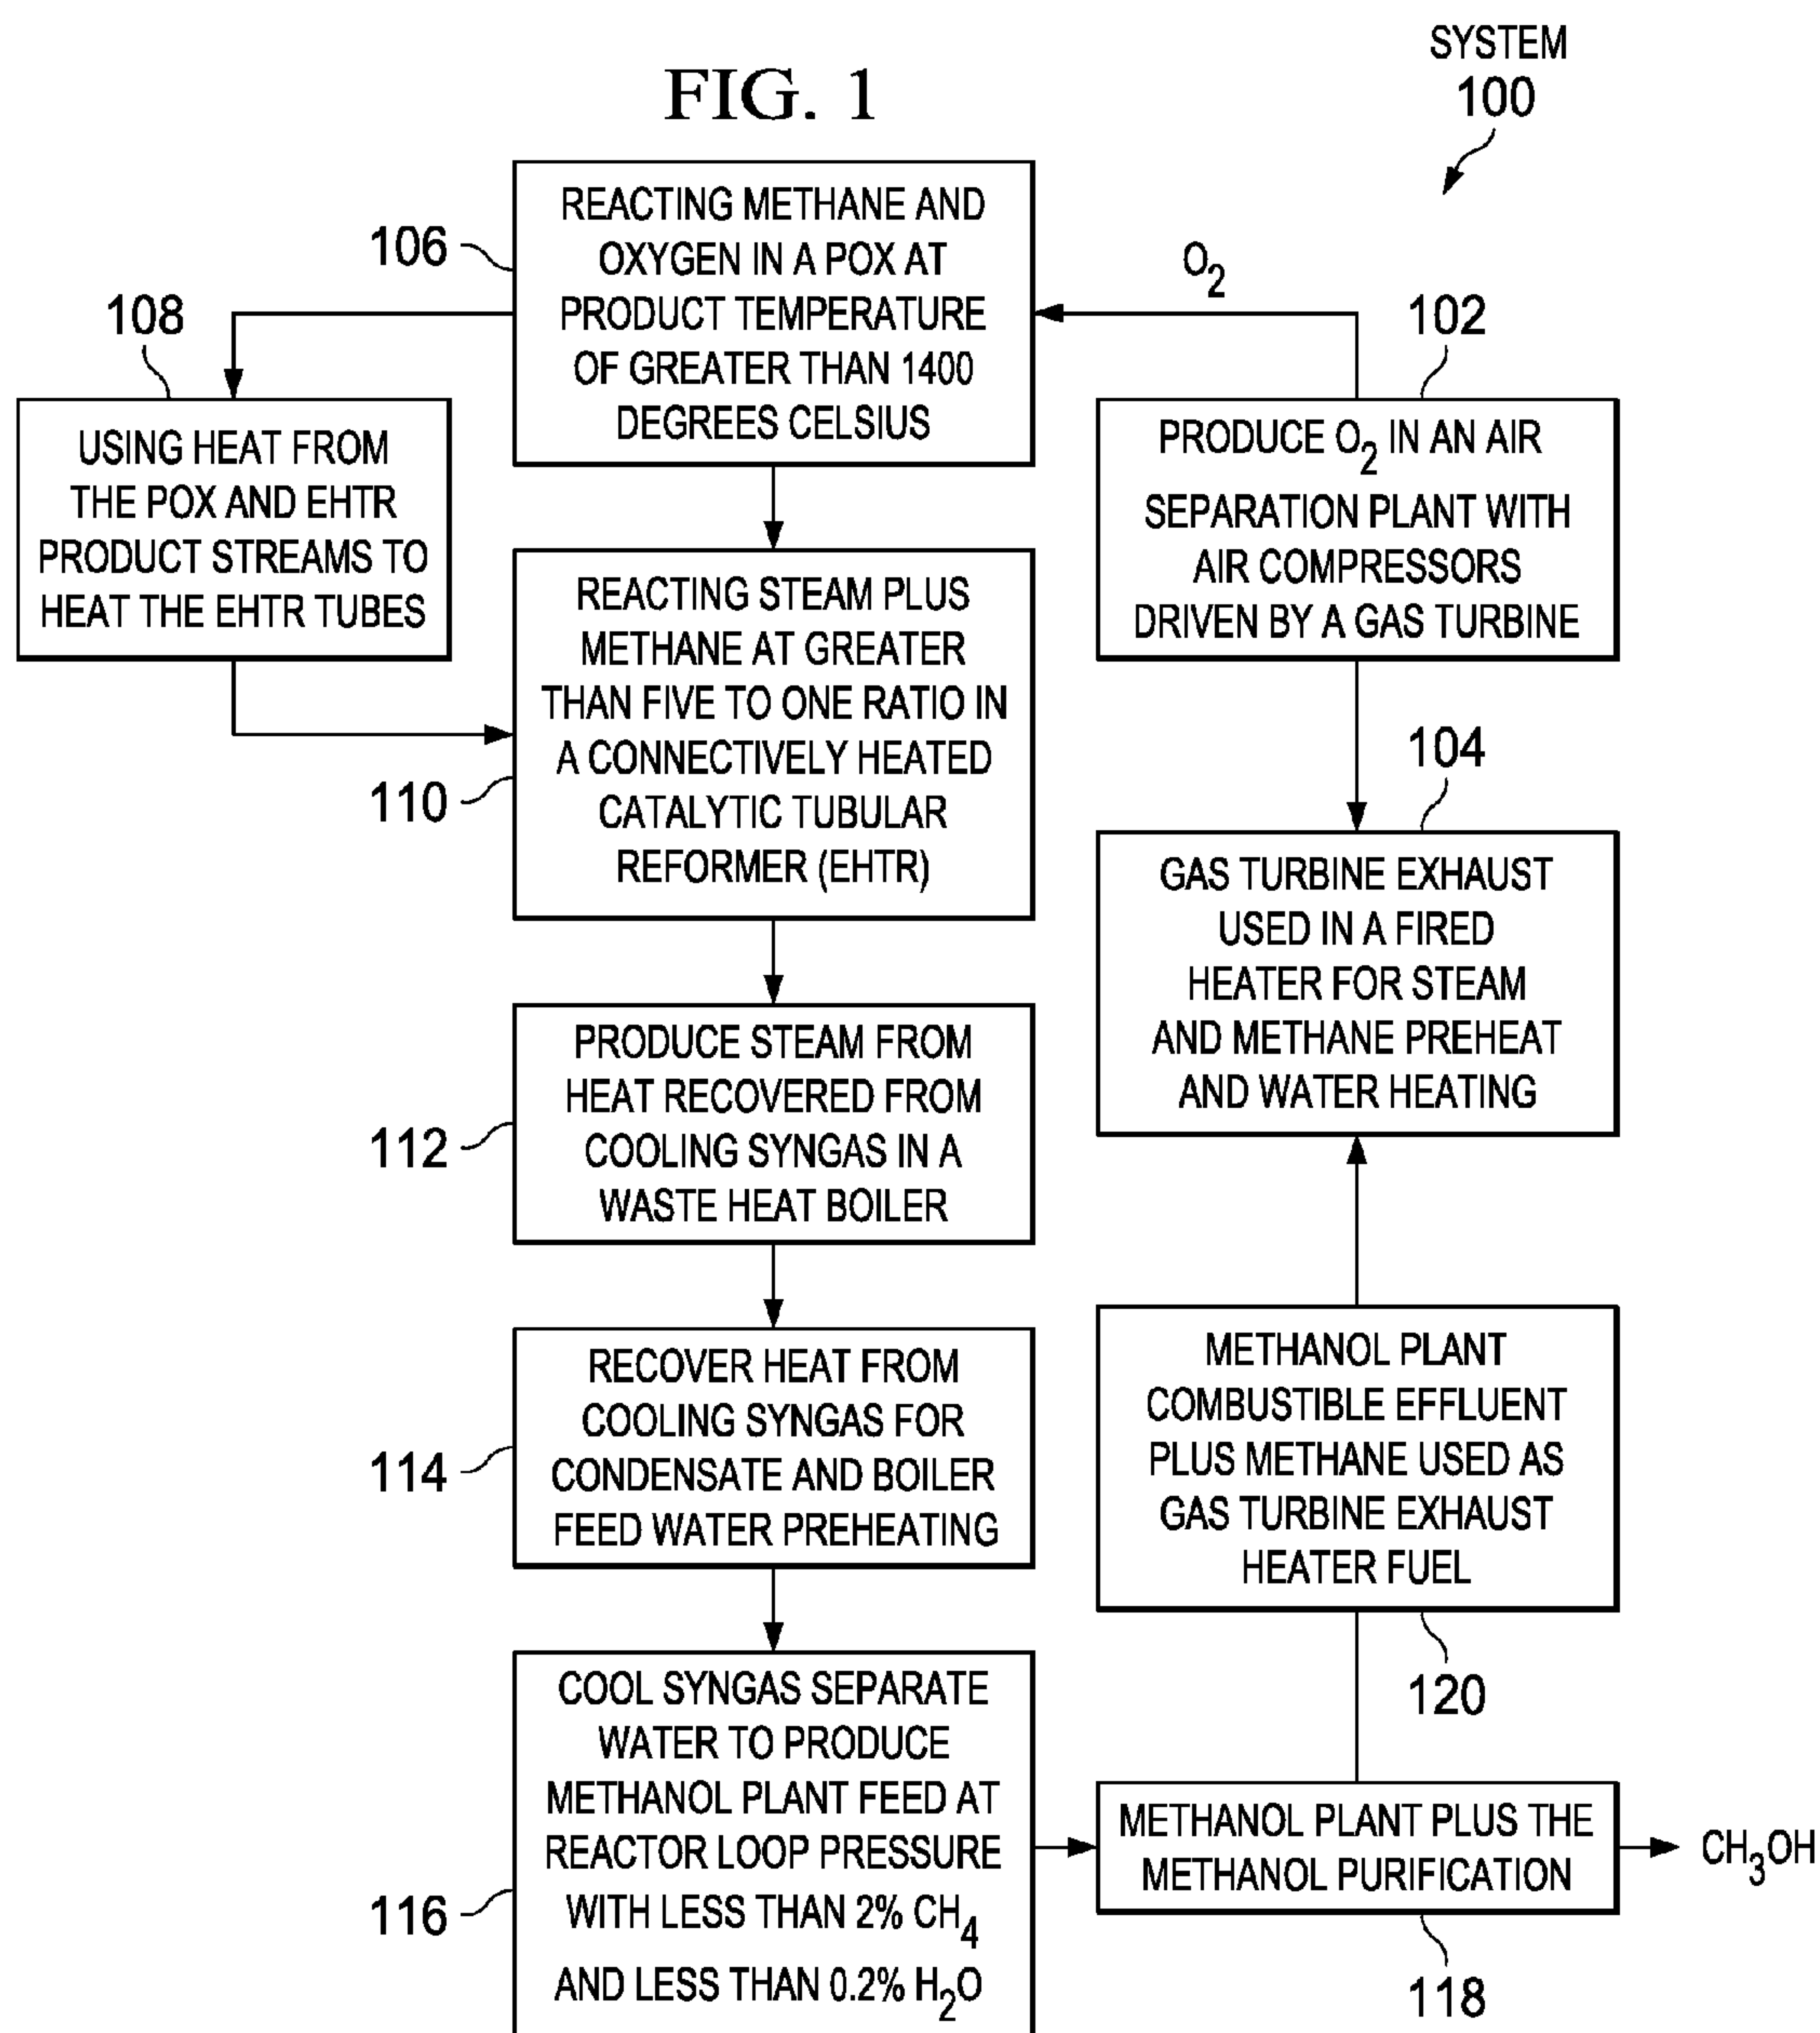 FIG. 1
SYSTEM
100
106
REACTING METHANE AND
OXYGEN IN A POX AT
PRODUCT TEMPERATURE
OF GREATER THAN 1400
DEGREES CELSIUS
O2
108
USING HEAT FROM
THE POX AND EHTR
PRODUCT STREAMS TO
HEAT THE EHTR TUBES
102
PRODUCE O2 IN AN AIR
SEPARATION PLANT WITH
AIR COMPRESSORS
DRIVEN BY A GAS TURBINE
110
REACTING STEAM PLUS
METHANE AT GREATER
THAN FIVE TO ONE RATIO IN
A CONNECTIVELY HEATED
CATALYTIC TUBULAR
REFORMER (EHTR)
104
GAS TURBINE EXHAUST
USED IN A FIRED
HEATER FOR STEAM
AND METHANE PREHEAT
AND WATER HEATING
112
PRODUCE STEAM FROM
HEAT RECOVERED FROM
COOLING SYNGAS IN A
WASTE HEAT BOILER
114
RECOVER HEAT FROM
COOLING SYNGAS FOR
CONDENSATE AND BOILER
FEED WATER PREHEATING
METHANOL PLANT
COMBUSTIBLE EFFLUENT
PLUS METHANE USED AS
GAS TURBINE EXHAUST
HEATER FUEL
120
116
COOL SYNGAS SEPARATE
WATER TO PRODUCE
METHANOL PLANT FEED AT
REACTOR LOOP PRESSURE
WITH LESS THAN 2% CH4
AND LESS THAN 0.2% H2O
METHANOL PLANT PLUS THE
METHANOL PURIFICATION
CH3OH
118